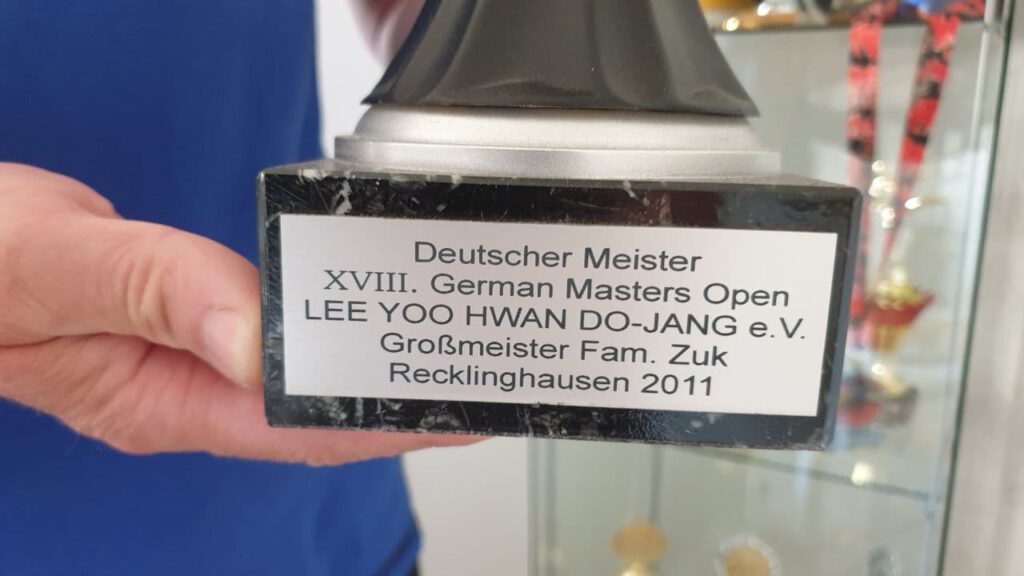 Deutscher Meister
XVIII. German Masters Open
LEE YOO HWAN DO-JANG e.V.
Großmeister Fam. Zuk
Recklinghausen 2011